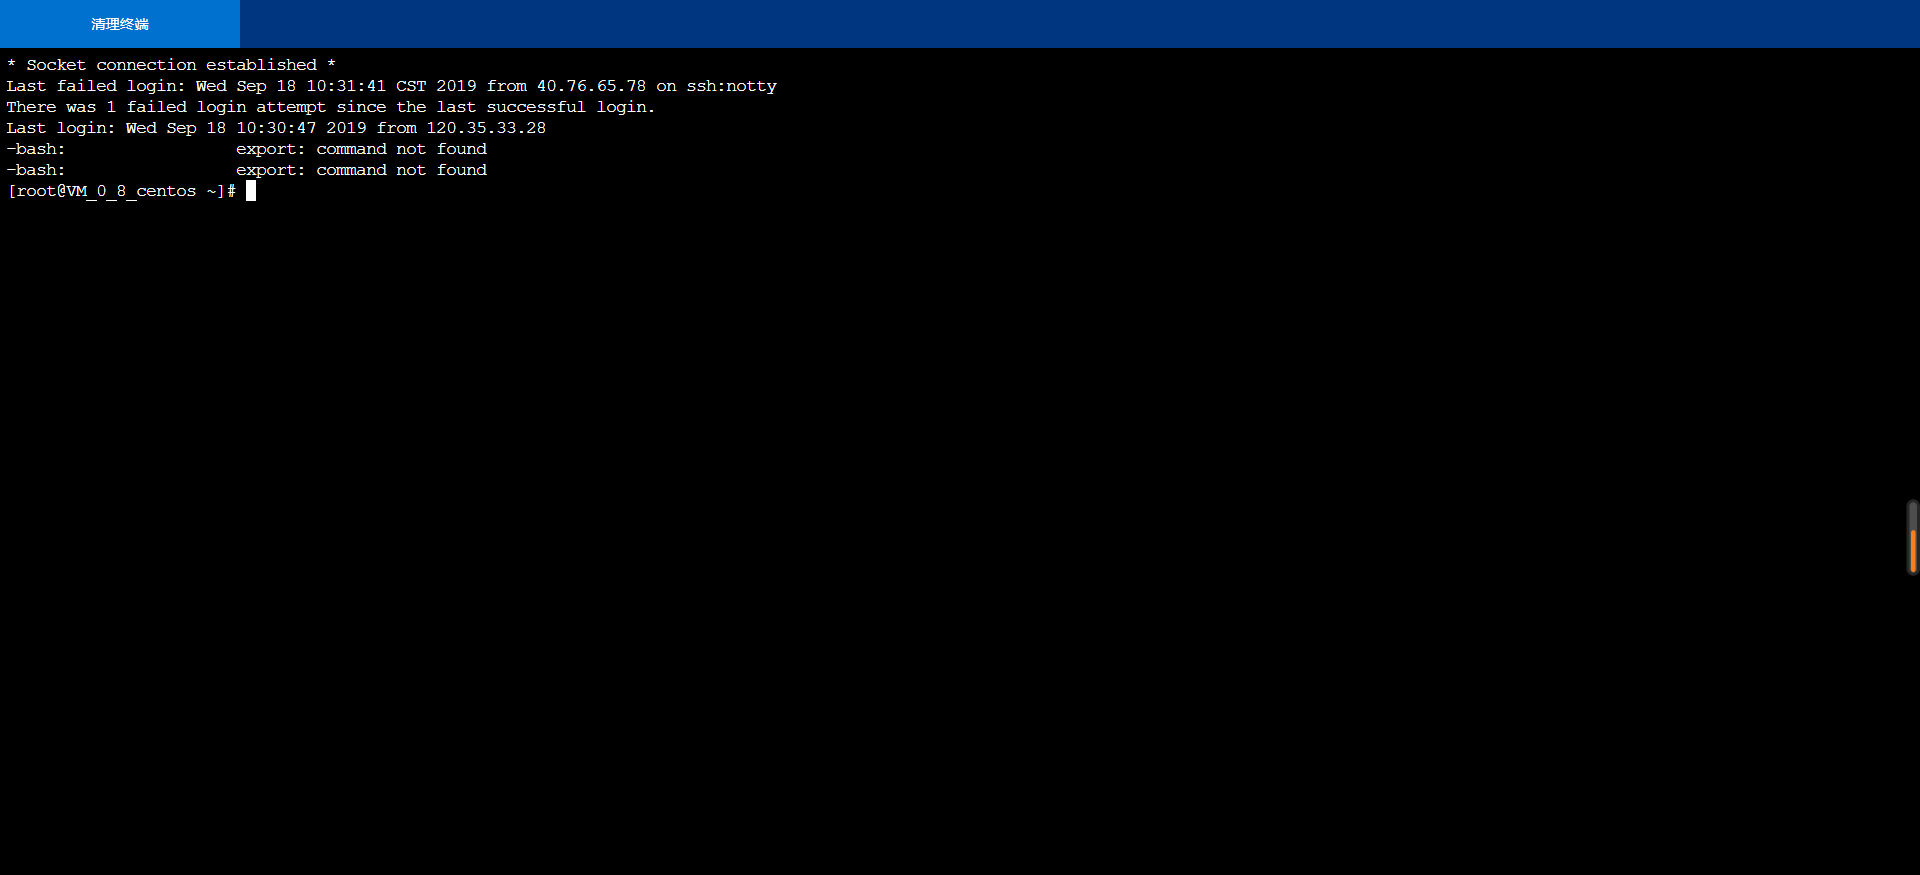 清理终端
* Socket connection established *
Last failed login: Wed Sep 18 10:31:41 CST 2019 from 40.76.65.78 on ssh:notty
There was 1 failed login attempt since the last successful login.
Last login: Wed Sep 18 10:30:47 2019 from 120.35.33.28
-bash:                 export: command not found
-bash:                 export: command not found
[root@VM_0_8_centos ~]#